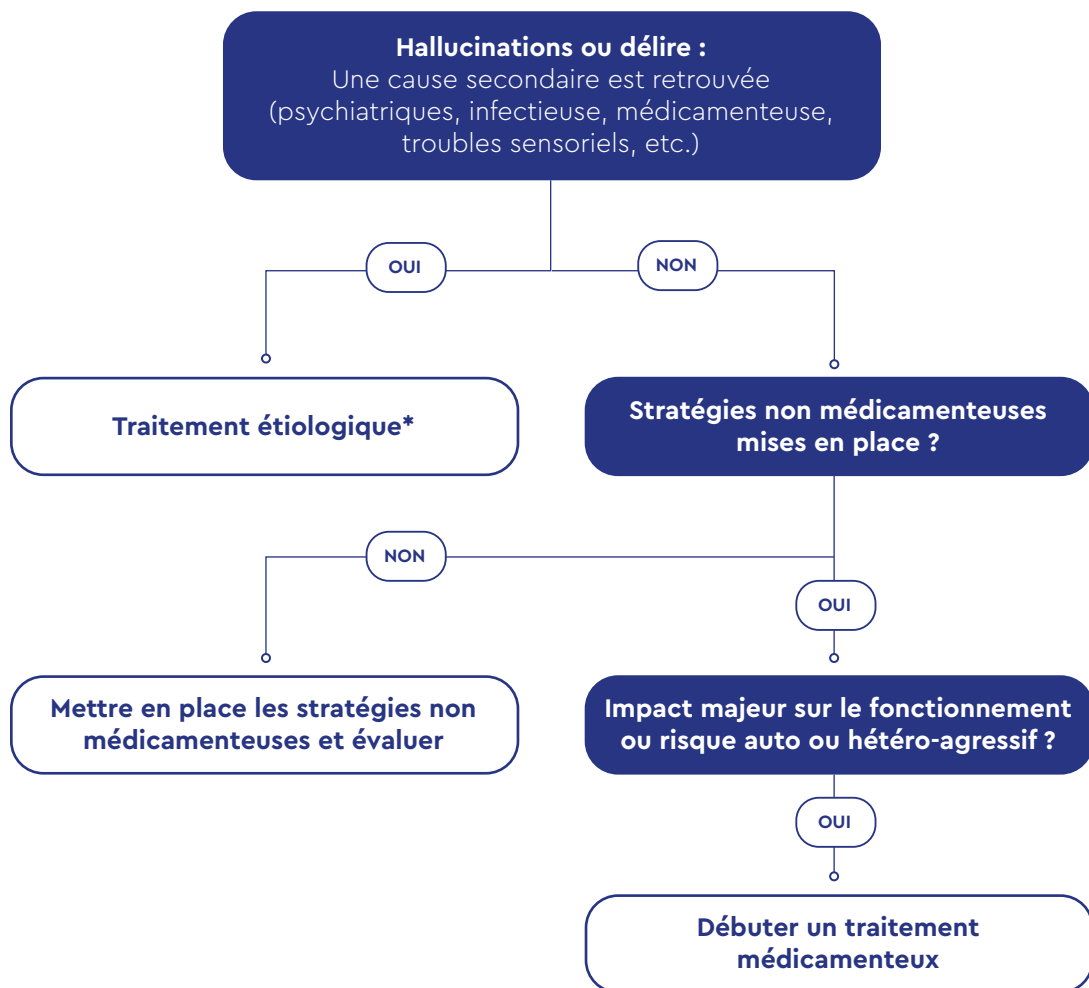 Hallucinations ou délire :
Une cause secondaire est retrouvée
(psychiatriques, infectieuse, médicamenteuse,
troubles sensoriels, etc.)
OUI
NON
Traitement étiologique*
Stratégies non médicamenteuses
mises en place ?
NON
OUI
Mettre en place les stratégies non
médicamenteuses et évaluer
Impact majeur sur le fonctionnement
ou risque auto ou hétéro-agressif ?
OUI
Débuter un traitement
médicamenteux